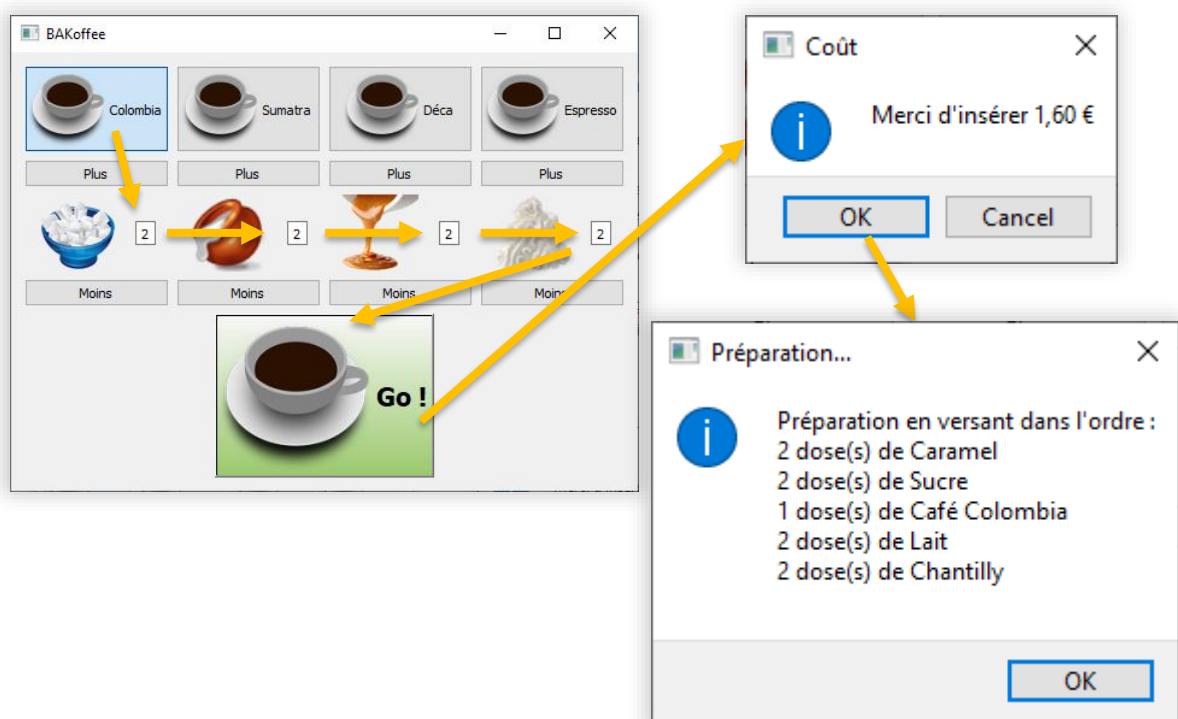 BAKoffee
Colombia
Sumatra
Déca
Espresso
Plus
Plus
Plus
Plus
2
2
2
2
Moins
Moins
Moins
Moins
Go !
Coût
Merci d'insérer 1,60 €
OK
Cancel
Préparation...
Préparation en versant dans l'ordre :
2 dose(s) de Caramel
2 dose(s) de Sucre
1 dose(s) de Café Colombia
2 dose(s) de Lait
2 dose(s) de Chantilly
OK